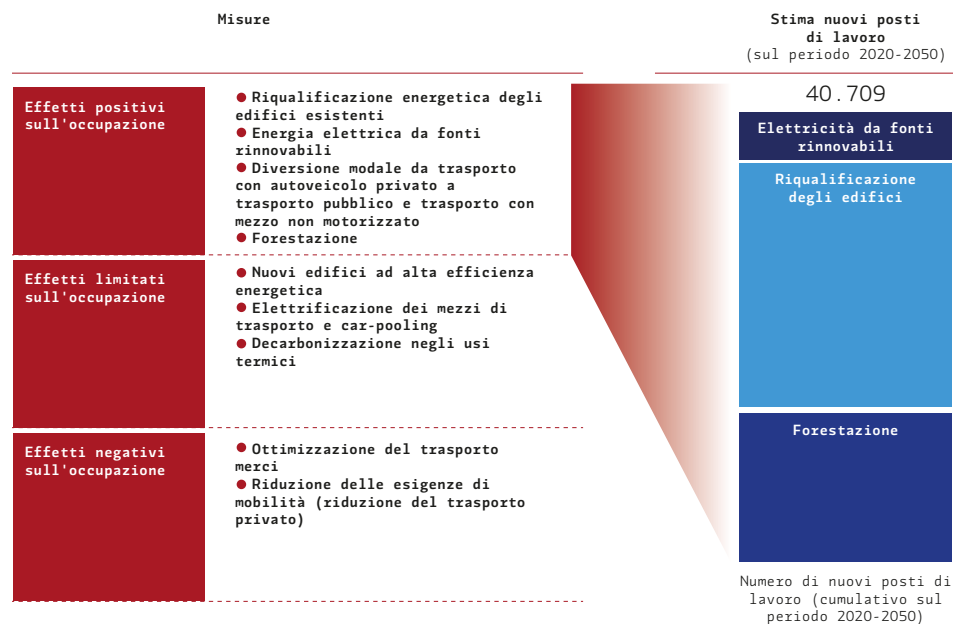 Misure
Stima nuovi posti
di lavoro
(sul periodo 2020-2050)
Effetti positivi
sull'occupazione
● Riqualificazione energetica degli
edifici esistenti
● Energia elettrica da fonti
rinnovabili
● Diversione modale da trasporto
con autoveicolo privato a
trasporto pubblico e trasporto con
mezzo non motorizzato
● Forestazione
Effetti limitati
sull'occupazione
● Nuovi edifici ad alta efficienza
energetica
● Elettrificazione dei mezzi di
trasporto e car-pooling
● Decarbonizzazione negli usi
termici
Effetti negativi
sull'occupazione
● Ottimizzazione del trasporto
merci
● Riduzione delle esigenze di
mobilità (riduzione del trasporto
privato)
40.709
Elettricità da fonti
rinnovabili
Riqualificazione
degli edifici
Forestazione
Numero di nuovi posti di
lavoro (cumulativo sul
periodo 2020-2050)